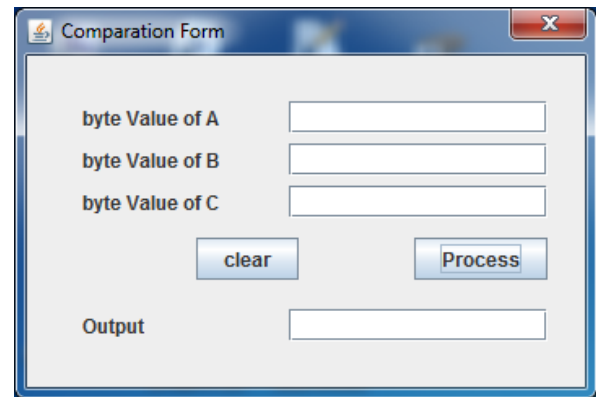 Comparation Form
byte Value of A
byte Value of B
byte Value of C
clear Process
Output